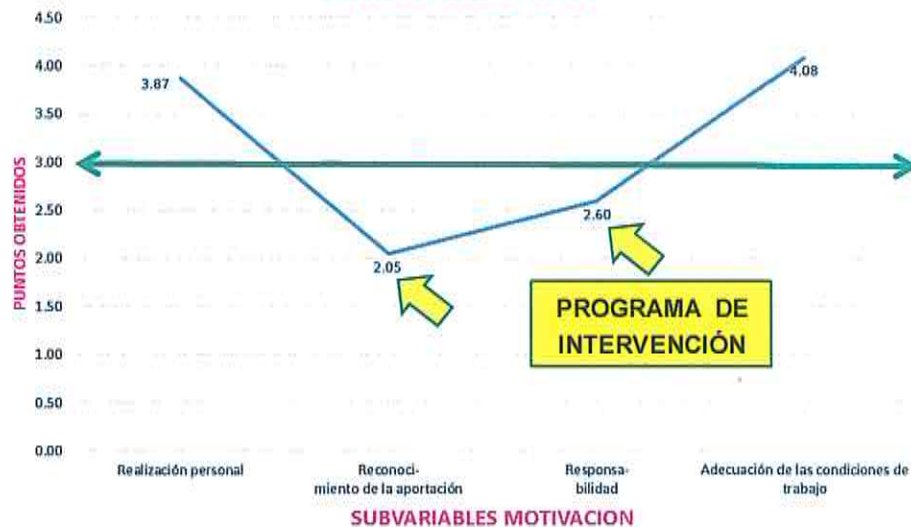 4.50
4.00
3.50
3.00
2.50
2.00
1.50
1.00
0.50
0.00
PUNTOS OBTENIDOS
3.87
2.05
2.60
4.08
PROGRAMA DE
INTERVENCIÓN
Realización personal
Reconoci-
miento de la aportación
Responsa-
bilidad
Adecuación de las condiciones de
trabajo
SUBVARIABLES MOTIVACION